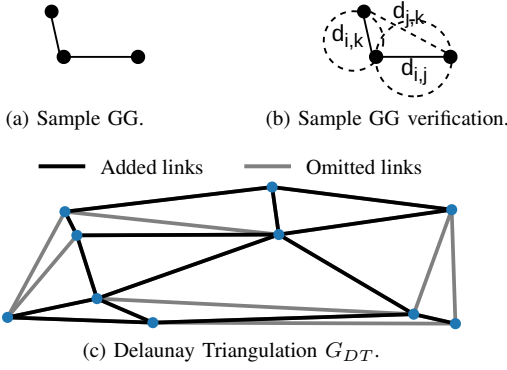 d_{j,k}
d_{i,k}
d_{i,j}
(a) Sample GG.
(b) Sample GG verification.
Added links
Omitted links
(c) Delaunay Triangulation G_{DT}.